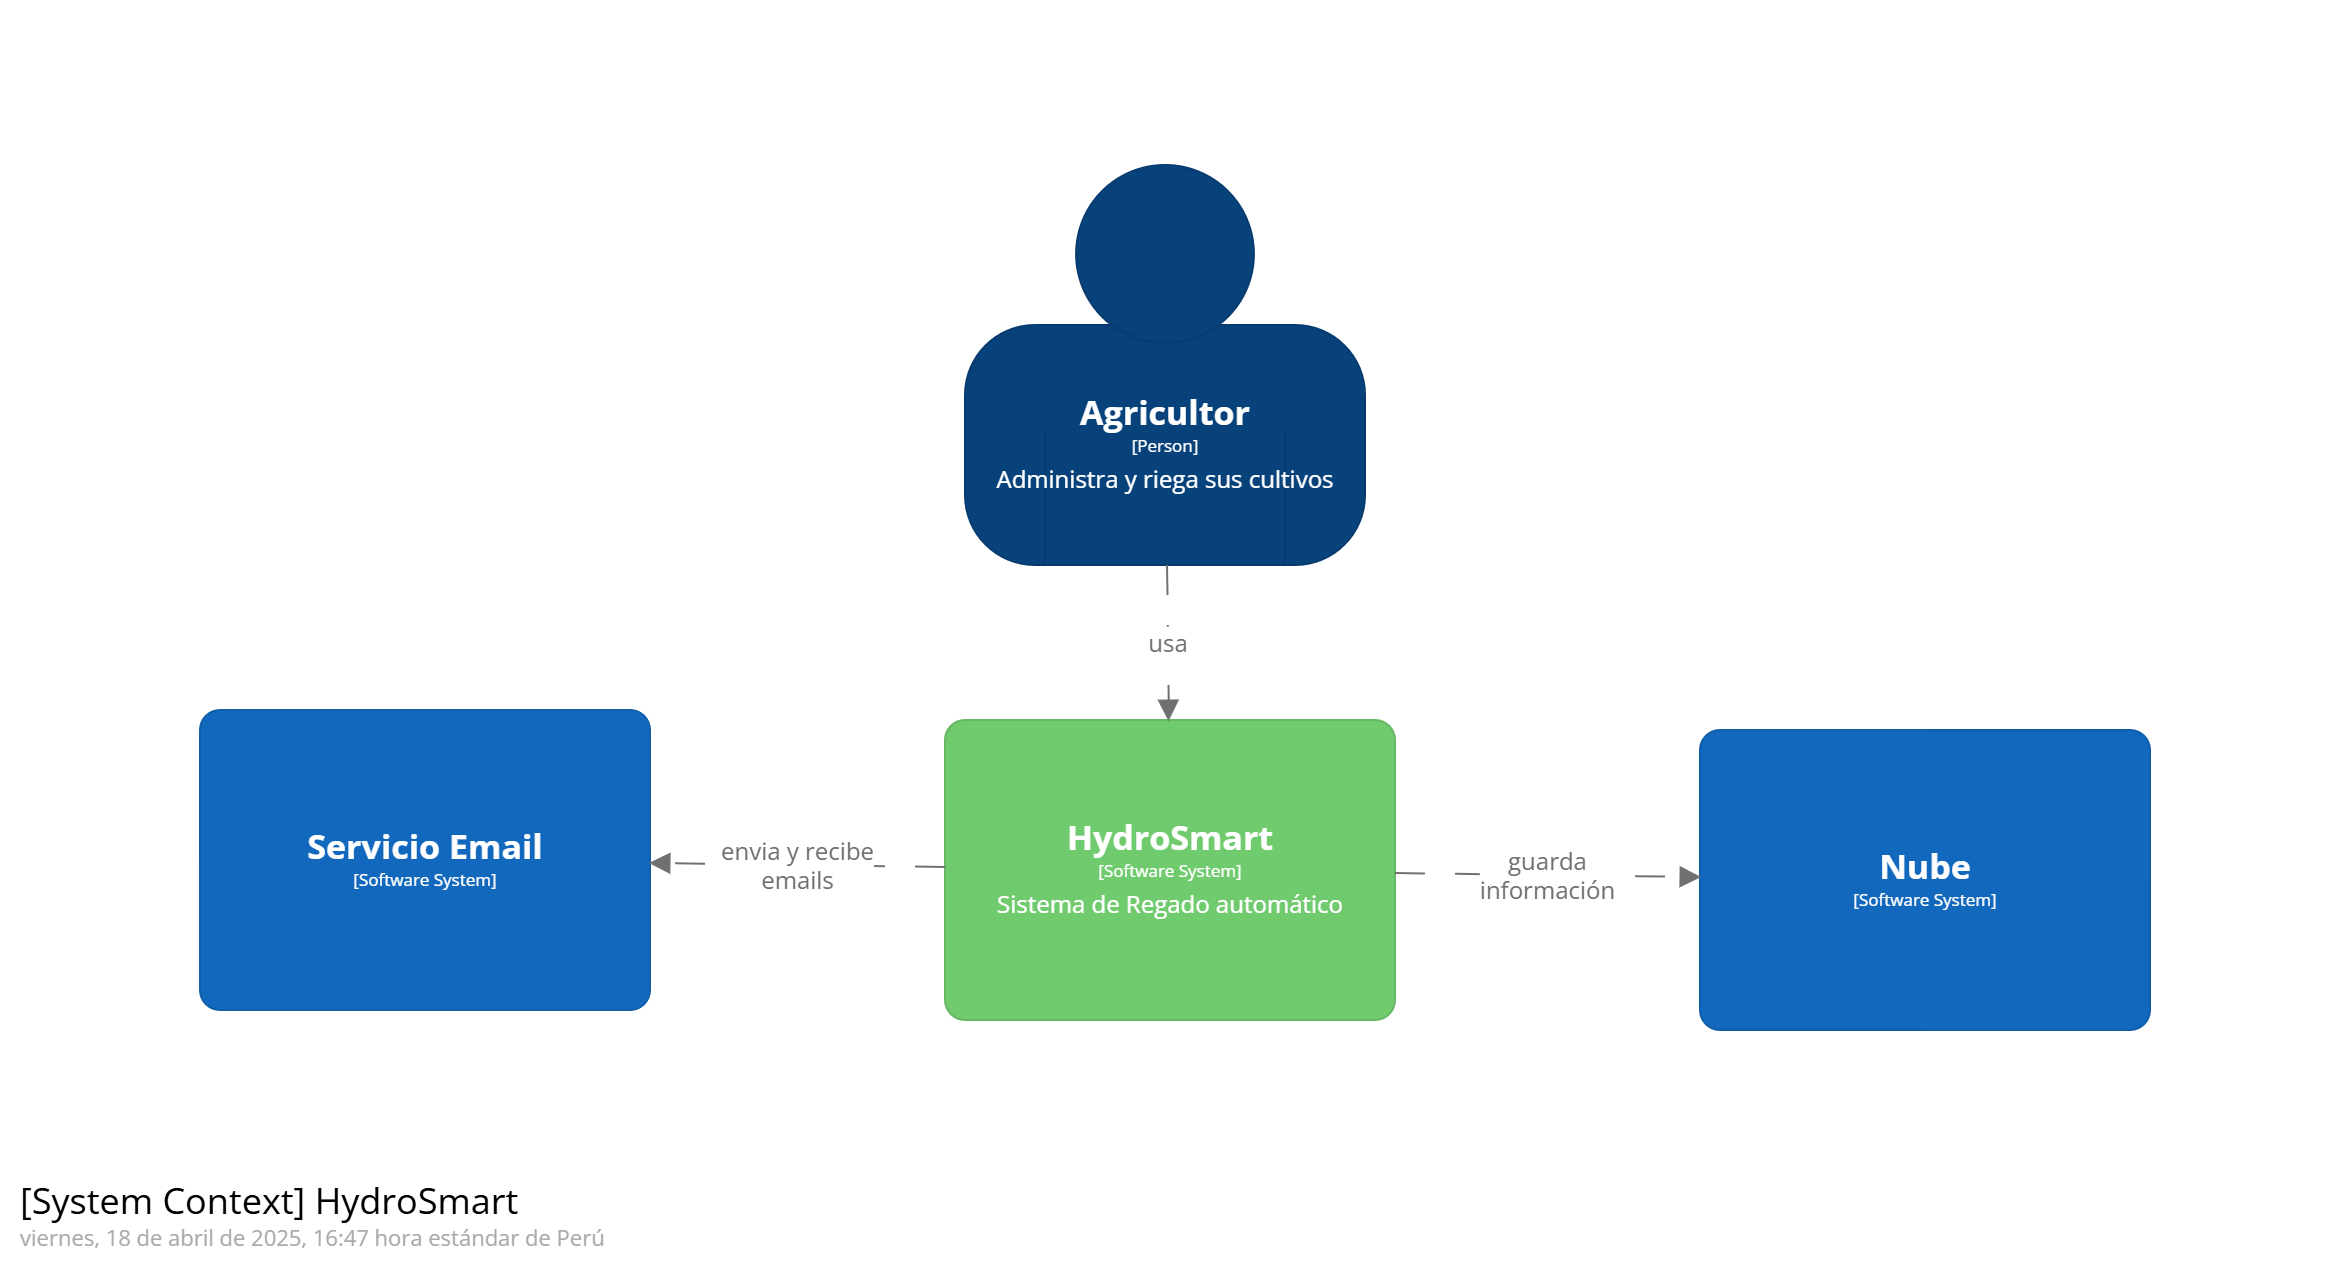 Agricultor
[Person]
Administra y riega sus cultivos
usa
Servicio Email
[Software System]
envia y recibe
emails
HydroSmart
[Software System]
Sistema de Regado automático
guarda
información
Nube
[Software System]
[System Context] HydroSmart
viernes, 18 de abril de 2025, 16:47 hora estándar de Perú